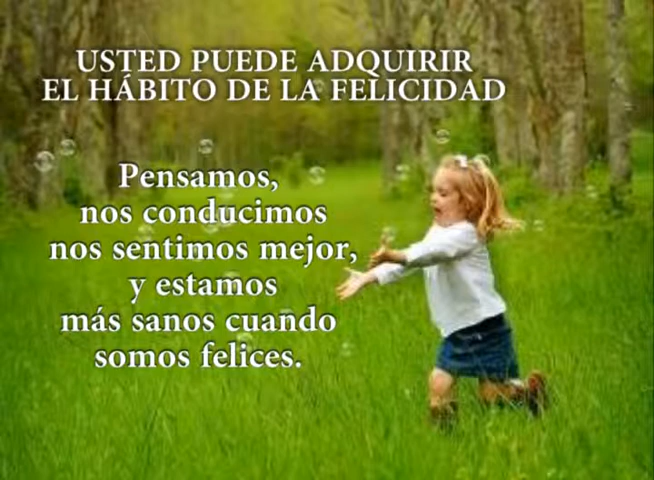 USTED PUEDE ADQUIRIR
EL HÁBITO DE LA FELICIDAD
Pensamos,
nos conducimos
nos sentimos mejor,
y estamos
más sanos cuando
somos felices.